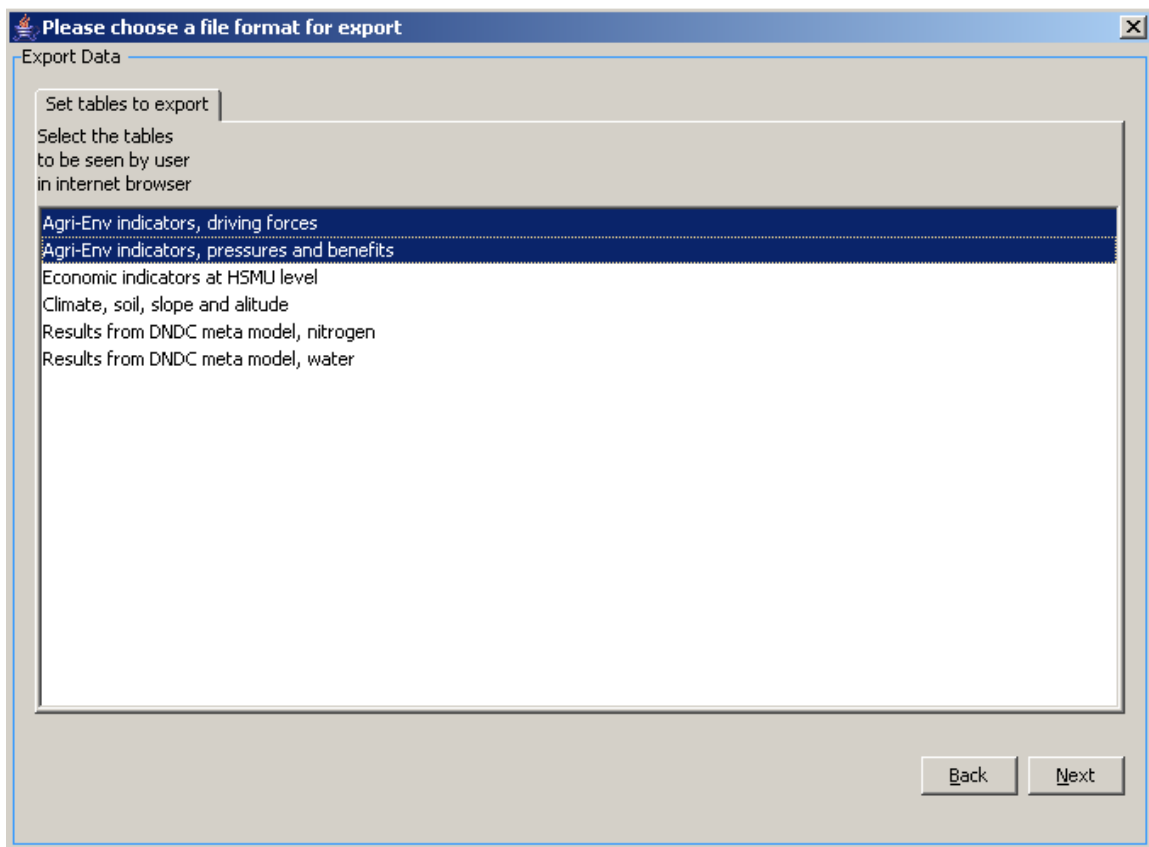 Please choose a file format for export
Export Data
Set tables to export
Select the tables
to be seen by user
in internet browser
Agri-Env indicators, driving forces
Agri-Env indicators, pressures and benefits
Economic indicators at HSMU level
Climate, soil, slope and alitude
Results from DNDC meta model, nitrogen
Results from DNDC meta model, water
Back Next